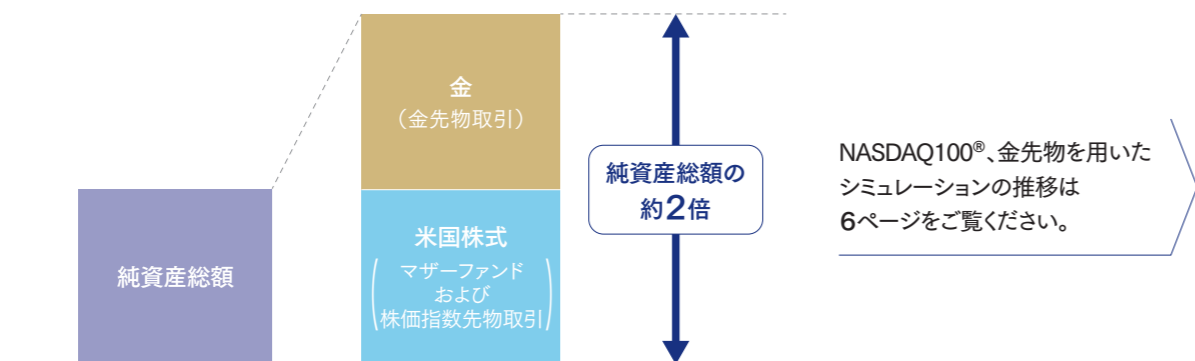 金
（金先物取引）
純資産総額の
約2倍
NASDAQ100®、金先物を用いた
シミュレーションの推移は
6ページをご覧ください。
純資産総額
米国株式
マザーファンド
および
株価指数先物取引